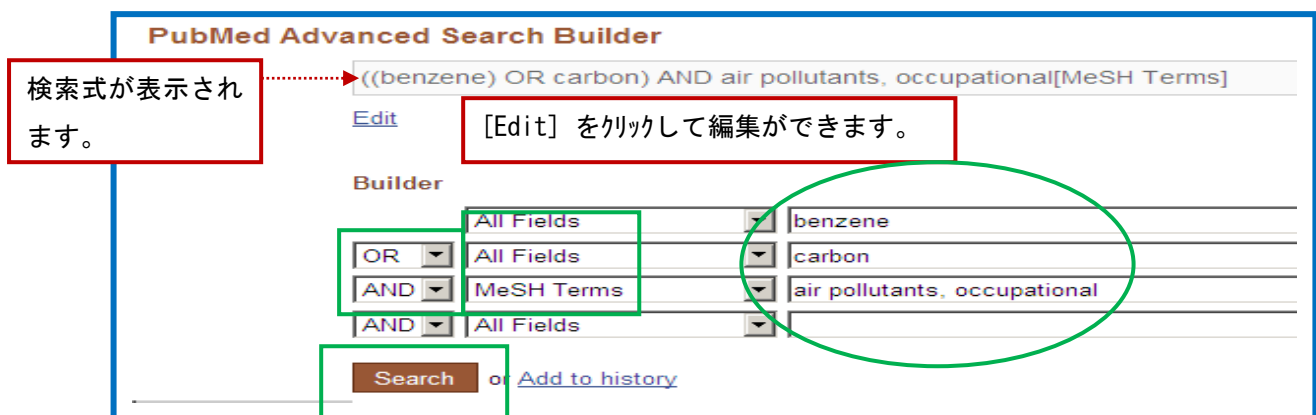 PubMed Advanced Search Builder
検索式が表示され
ます。
((benzene) OR carbon) AND air pollutants, occupational[MeSH Terms]
Edit
[Edit] をｸﾘｯｸして編集ができます。
Builder
All Fields benzene
OR All Fields carbon
AND MeSH Terms air pollutants, occupational
AND All Fields
Search or Add to history